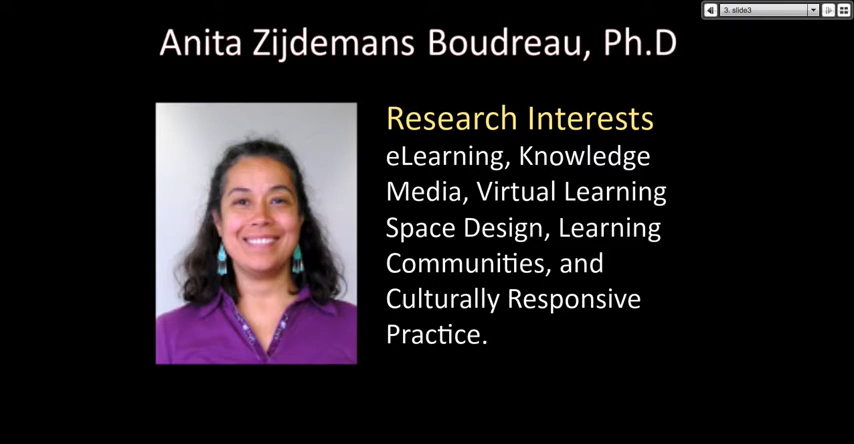 3. slide3
Anita Zijdemans Boudreau, Ph.D
Research Interests
eLearning, Knowledge
Media, Virtual Learning
Space Design, Learning
Communities, and
Culturally Responsive
Practice.